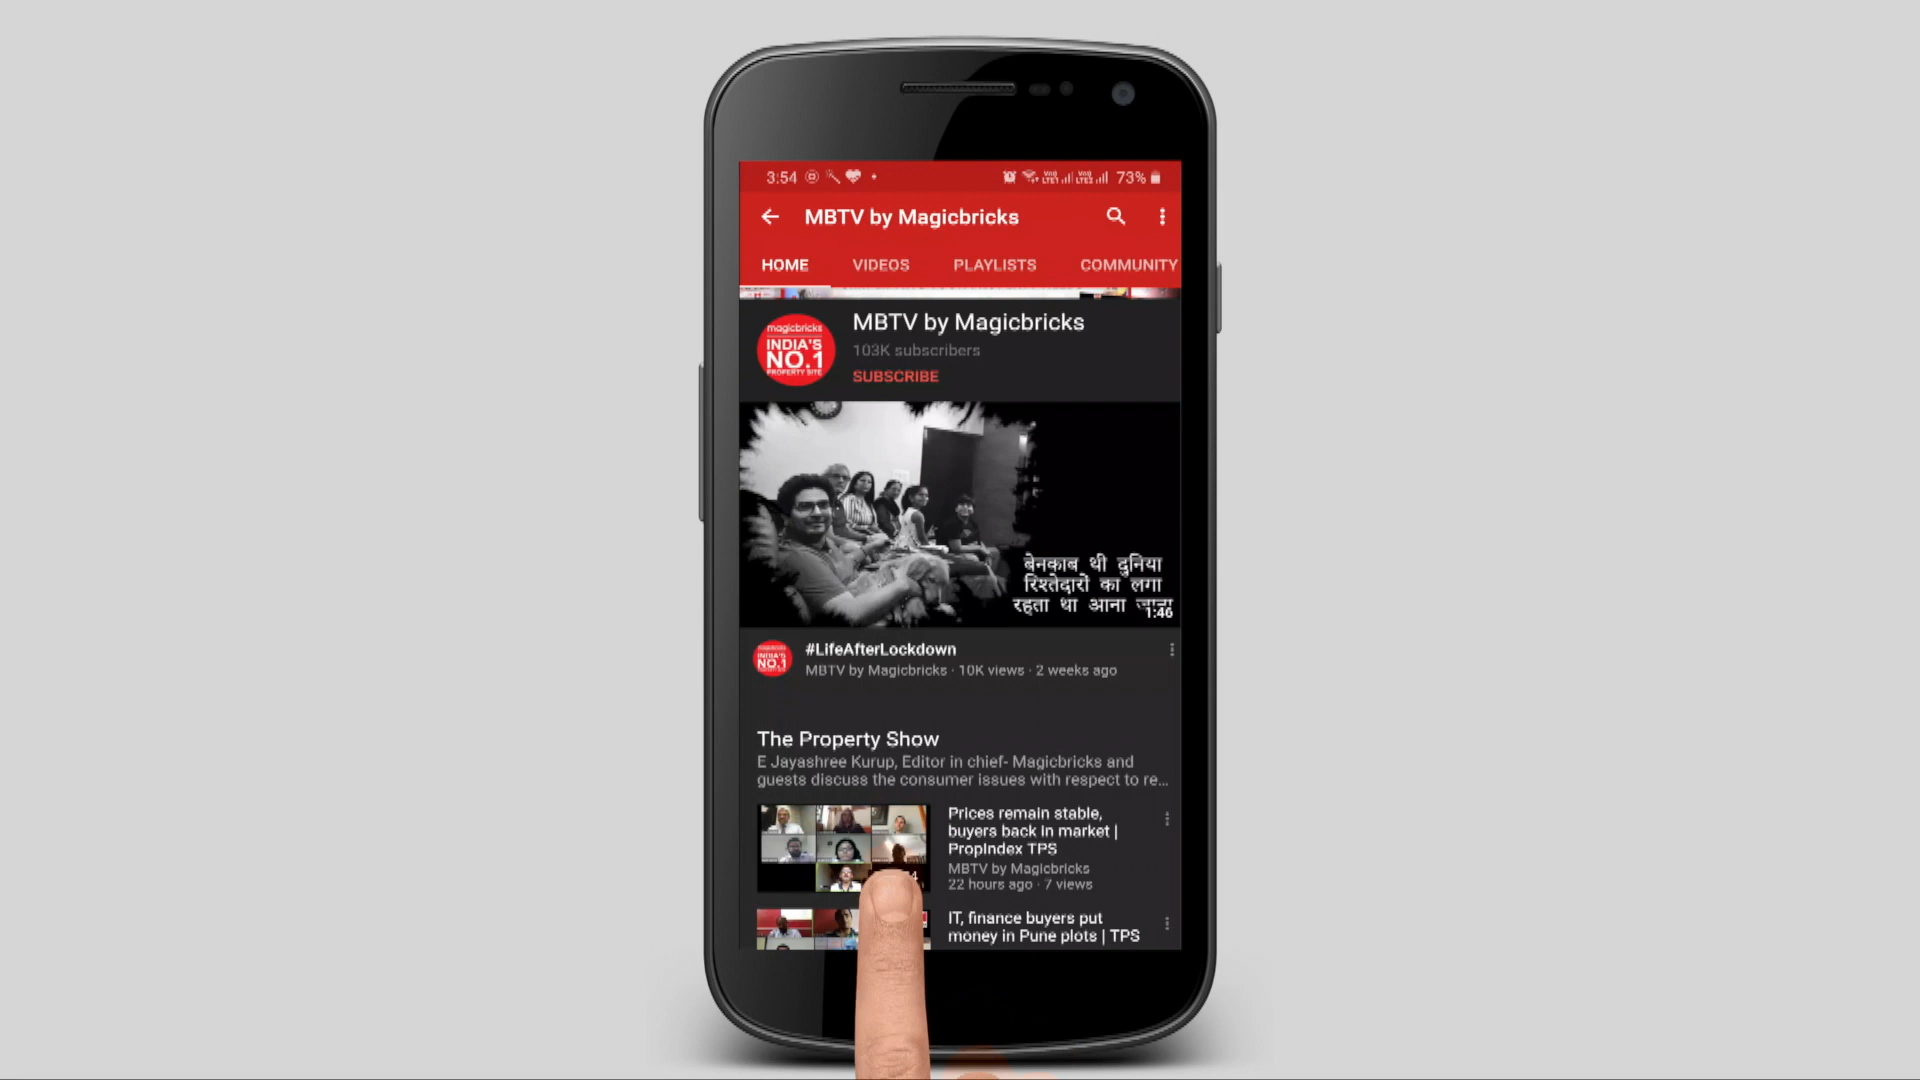 3:54 73%
MBTV by Magicbricks
HOME VIDEOS PLAYLISTS COMMUNITY
magicbricks
INDIA'S
NO.1
PROPERTY SITE
MBTV by Magicbricks
103K subscribers
SUBSCRIBE
बेनकाब थी दुनिया
रिश्तेदारों का लगा
रहता था आना जाना
1:46
INDIA'S
NO.1
#LifeAfterLockdown
MBTV by Magicbricks · 10K views · 2 weeks ago
The Property Show
E Jayashree Kurup, Editor in chief- Magicbricks and
guests discuss the consumer issues with respect to re...
Prices remain stable,
buyers back in market |
PropIndex TPS
MBTV by Magicbricks
22 hours ago · 7 views
IT, finance buyers put
money in Pune plots | TPS